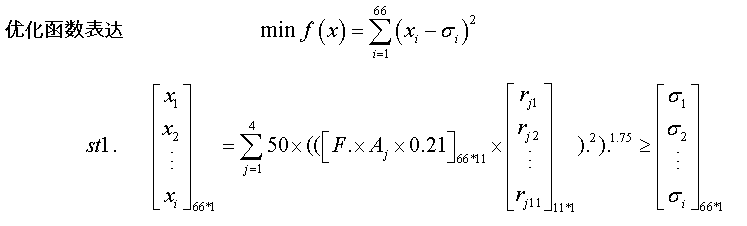 优化函数表达 min f(x) = ∑_{i=1}^{66} (x_i − σ_i)^2
st1. [x_1 x_2 ⋮ x_i]_{66*1} = ∑_{j=1}^{4} 50 × (([F. × A_j × 0.21]_{66*11} × [r_{j1} r_{j2} ⋮ r_{j11}]_{11*1} ).^2).^{1.75} ≥ [σ_1 σ_2 ⋮ σ_i]_{66*1}